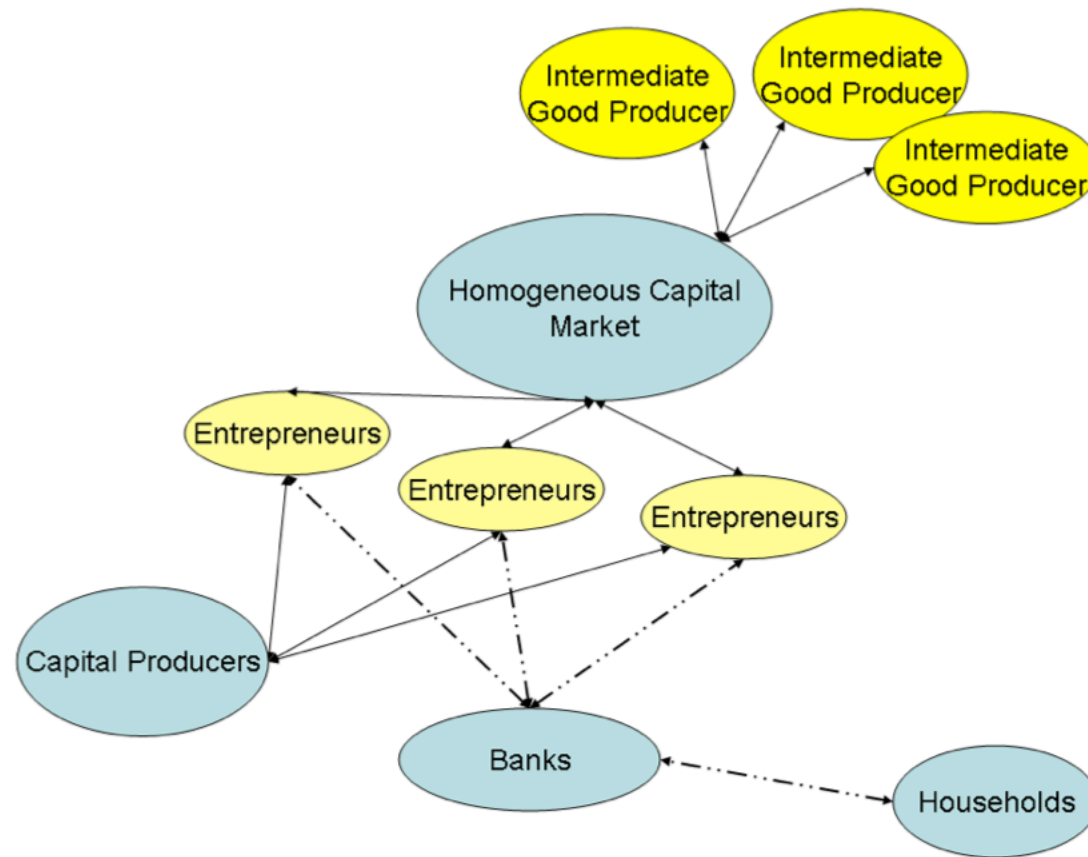 Intermediate
Good Producer
Intermediate
Good Producer
Intermediate
Good Producer
Homogeneous Capital
Market
Entrepreneurs
Entrepreneurs
Entrepreneurs
Capital Producers
Banks
Households